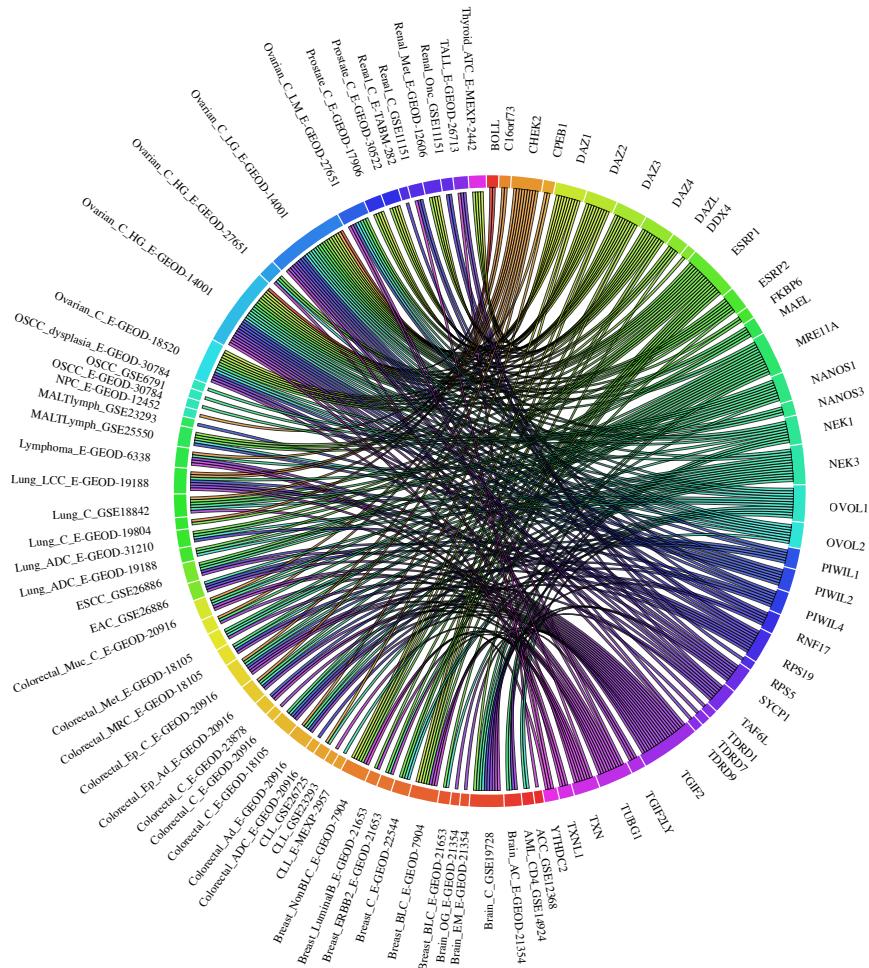 BOLL
C16orf73
CHEK2
CPEB1
DAZ1
DAZ2
DAZ3
DAZ4
DAZL
DDX4
ESRP1
ESRP2
FKBP6
MAEL
MRE11A
NANOS1
NANOS3
NEK1
NEK3
OVOL1
OVOL2
PIWIL1
PIWIL2
PIWIL4
RNF17
RPS19
RPS5
SYCP1
TAF6L
TDRD1
TDRD7
TDRD9
TGIF2
TGIF2LY
TUBG1
TXN
TXNL1
YTHDC2
ACC_GSE12368
AML_CD4_GSE14924
Brain_AC_E-GEOD-21354
Brain_C_GSE19728
Brain_EM_E-GEOD-21354
Brain_OG_E-GEOD-21354
Breast_BLC_E-GEOD-21653
Breast_BLC_E-GEOD-7904
Breast_C_E-GEOD-22544
Breast_ERBB2_E-GEOD-21653
Breast_LuminalB_E-GEOD-21653
Breast_NonBLC_E-GEOD-7904
CLL_E-MEXP-2957
CLL_GSE23293
CLL_GSE26725
Colorectal_ADC_E-GEOD-20916
Colorectal_Ad_E-GEOD-20916
Colorectal_C_E-GEOD-18105
Colorectal_C_E-GEOD-20916
Colorectal_C_E-GEOD-23878
Colorectal_Ep_Ad_E-GEOD-20916
Colorectal_Ep_C_E-GEOD-20916
Colorectal_MRC_E-GEOD-18105
Colorectal_Met_E-GEOD-18105
Colorectal_Muc_C_E-GEOD-20916
EAC_GSE26886
ESCC_GSE26886
Lung_ADC_E-GEOD-19188
Lung_ADC_E-GEOD-31210
Lung_C_E-GEOD-19804
Lung_C_GSE18842
Lung_LCC_E-GEOD-19188
Lymphoma_E-GEOD-6338
MALTLymph_GSE25550
MALTlymph_GSE23293
NPC_E-GEOD-12452
OSCC_E-GEOD-30784
OSCC_GSE6791
OSCC_dysplasia_E-GEOD-30784
Ovarian_C_E-GEOD-18520
Ovarian_C_HG_E-GEOD-14001
Ovarian_C_HG_E-GEOD-27651
Ovarian_C_LG_E-GEOD-14001
Ovarian_C_LM_E-GEOD-27651
Prostate_C_E-GEOD-17906
Prostate_C_E-GEOD-30522
Renal_C_E-TABM-282
Renal_C_GSE11151
Renal_Met_E-GEOD-12606
Renal_Onc_GSE11151
TALL_E-GEOD-26713
Thyroid_ATC_E-MEXP-2442